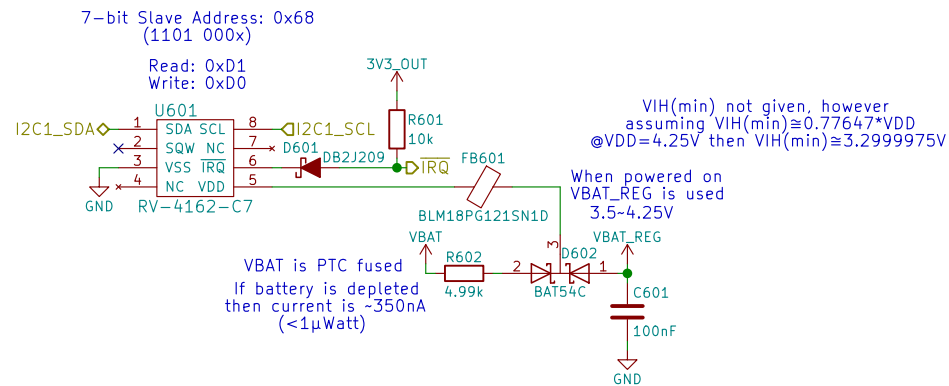 7-bit Slave Address: 0x68
(1101 000x)
Read: 0xD1
Write: 0xD0
3V3_OUT
U601
I2C1_SDA
1
SDA SCL
8
I2C1_SCL
R601
10k
2
SQW NC
7
D601
DB2J209
3
VSS IRQ
6
IRQ
4
NC VDD
5
GND
RV-4162-C7
FB601
BLM18PG121SN1D
VIH(min) not given, however
assuming VIH(min)≅0.77647*VDD
@VDD=4.25V then VIH(min)≅3.2999975V
When powered on
VBAT_REG is used
3.5~4.25V
VBAT
R602
4.99k
3
D602
2
1
BAT54C
VBAT_REG
VBAT is PTC fused
If battery is depleted
then current is ~350nA
(<1µWatt)
C601
100nF
GND